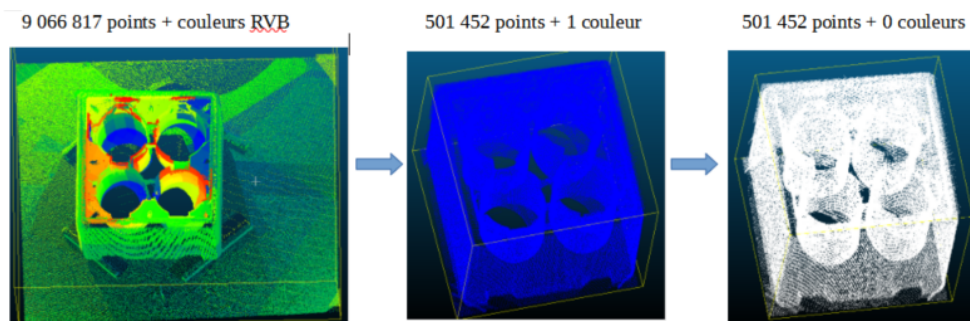 9 066 817 points + couleurs RVB
501 452 points + 1 couleur
501 452 points + 0 couleurs